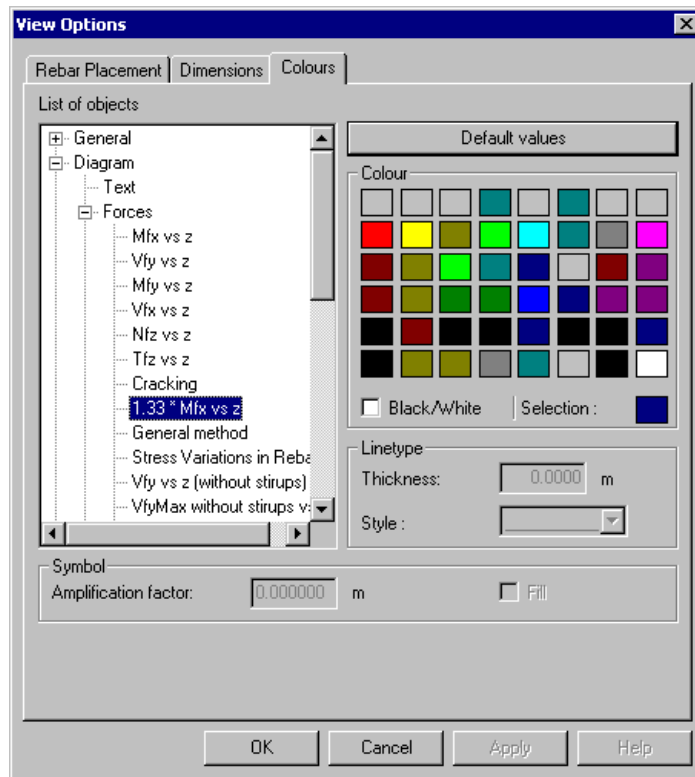 View Options
Rebar Placement Dimensions Colours
List of objects
General
Diagram
Text
Forces
Mfx vs z
Vfy vs z
Mfy vs z
Vfx vs z
Nfz vs z
Tfz vs z
Cracking
1.33 * Mfx vs z
General method
Stress Variations in Reba
Vfy vs z (without stirups)
VfyMax without stirups v
Default values
Colour
Black/White Selection :
Linetype
Thickness: 0.0000 m
Style :
Symbol
Amplification factor: 0.000000 m Fill
OK Cancel Apply Help